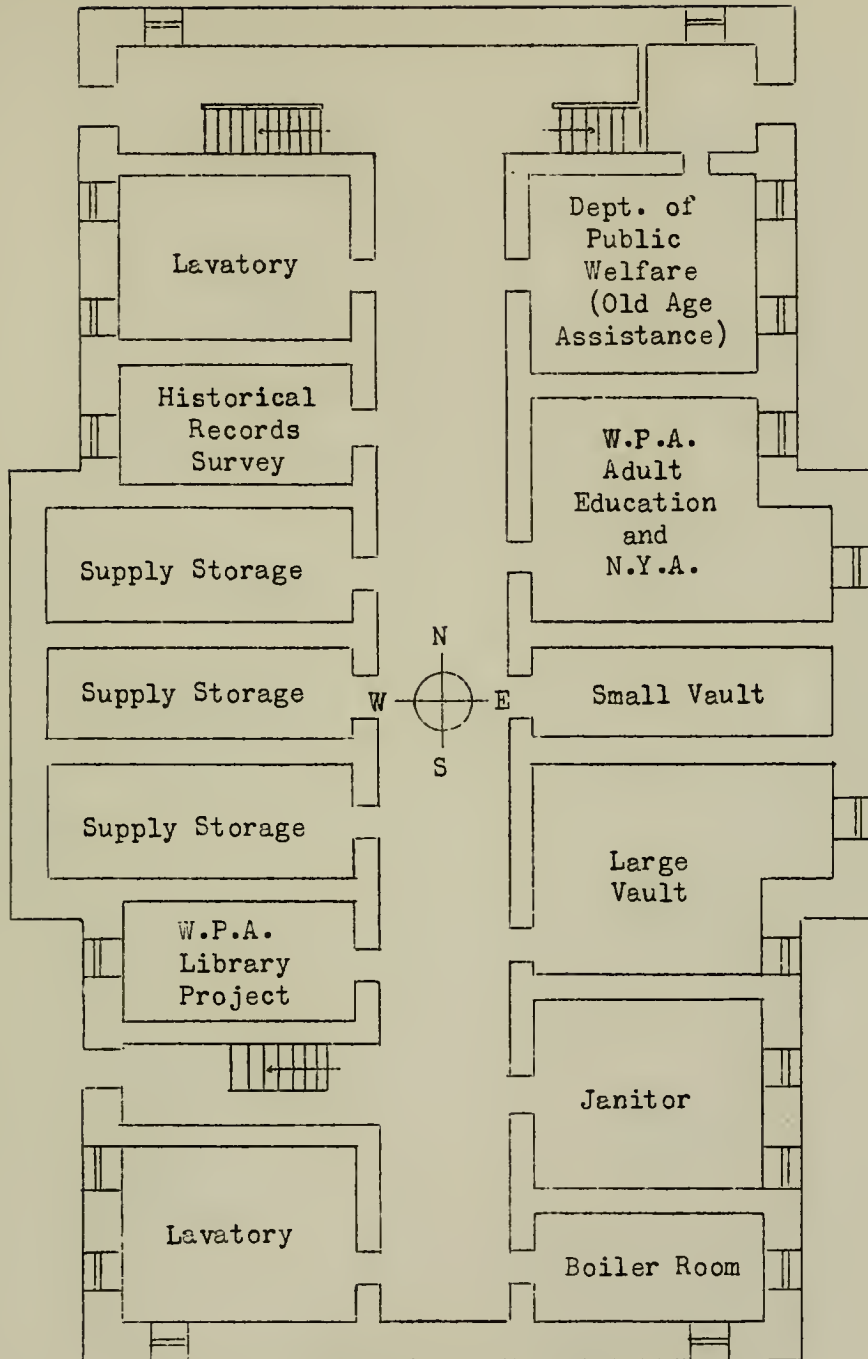 Lavatory
Dept. of
Public
Welfare
(Old Age
Assistance)
Historical
Records
Survey
W.P.A.
Adult
Education
and
N.Y.A.
Supply Storage
N
Supply Storage
W
E
Small Vault
S
Supply Storage
Large
Vault
W.P.A.
Library
Project
Janitor
Lavatory
Boiler Room